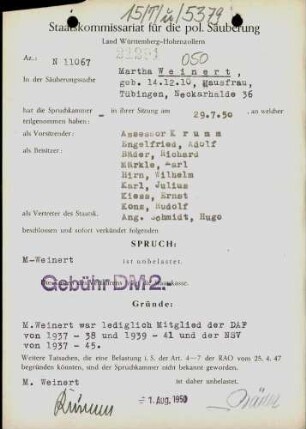 15/T/ü/5379
Staatskommissariat für die pol. Säuberung
Land Württemberg-Hohenzollern
Az.: N 11067
050
Martha Weinert,
In der Säuberungssache geb. 14.12.10, Hausfrau,
Tübingen, Neckarhalde 36
hat die Spruchkammer - in ihrer Sitzung am 29.7.50 , an welcher
teilgenommen haben:
als Vorsitzender: Assessor Krumm
als Beisitzer: Engelfried, Adolf
Bäder, Richard
Märkle, Karl
Hirn, Wilhelm
Karl, Julius
Kiess, Ernst
Konz, Rudolf
als Vertreter des Staatsk. Ang. Schmidt, Hugo
beschlossen und sofort verkündet folgenden
SPRUCH:
M-Weinert ist unbelastet.
Gebühr DM 2.-
Gründe:
M.Weinert war lediglich Mitglied der DAF
von 1937 - 38 und 1939 - 41 und der NSV
von 1937 - 45.
Weitere Tatsachen, die eine Belastung i. S. der Art. 4-7 der RAO vom 25. 4. 47
begründen könnten, sind der Spruchkammer nicht bekannt geworden.
M. Weinert ist daher unbelastet.
1. Aug. 1950